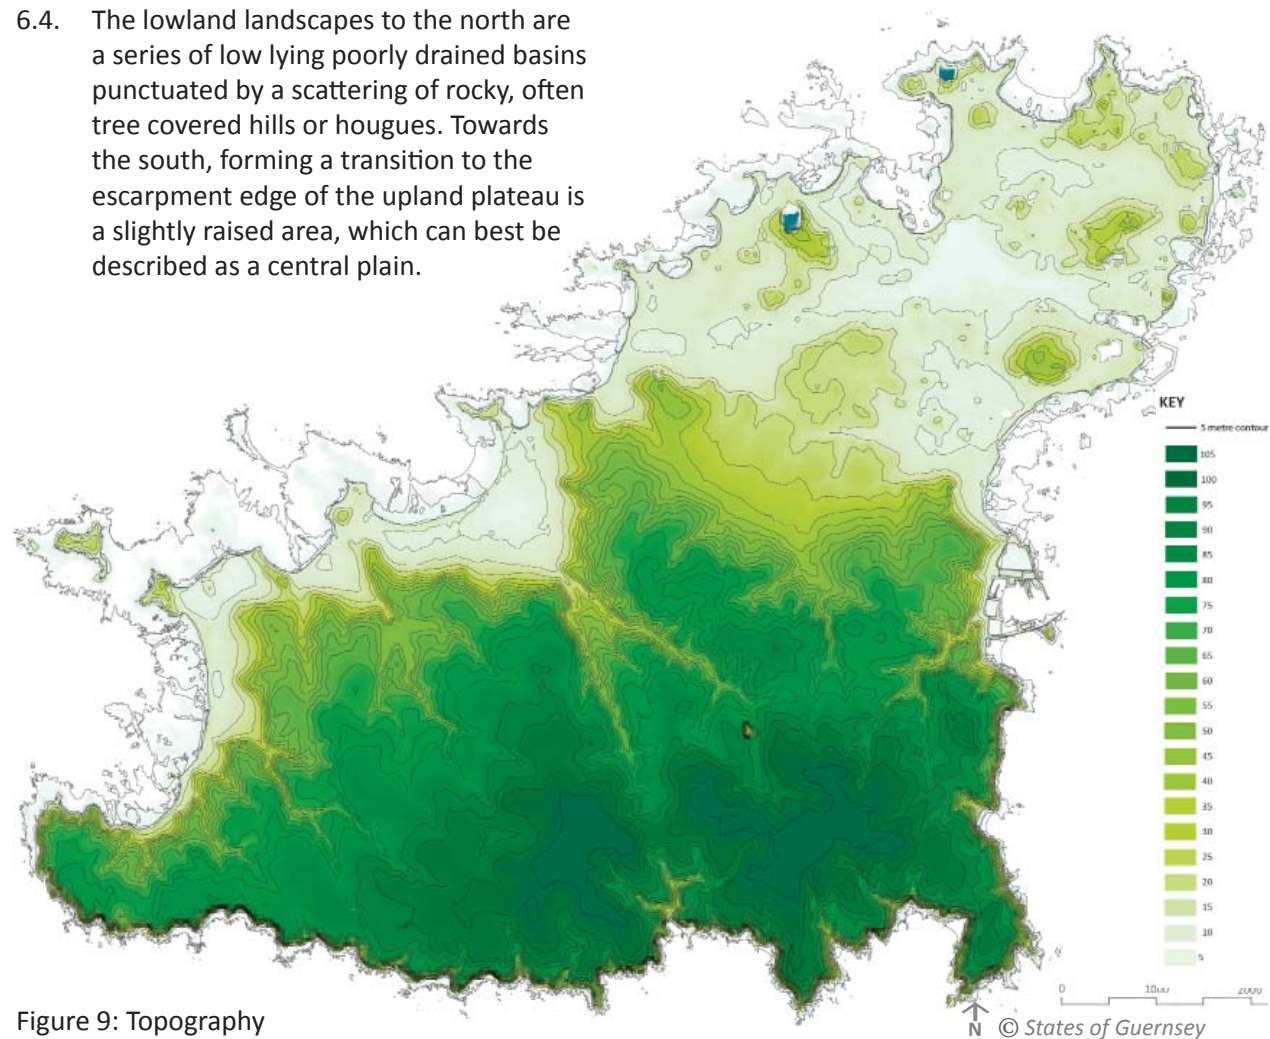 6.4. The lowland landscapes to the north are
a series of low lying poorly drained basins
punctuated by a scattering of rocky, often
tree covered hills or hougues. Towards
the south, forming a transition to the
escarpment edge of the upland plateau is
a slightly raised area, which can best be
described as a central plain.
KEY
5 metre contour
105
100
95
90
85
80
75
70
65
60
55
50
45
40
35
30
25
20
15
10
5
0 1000 2000
N © States of Guernsey
Figure 9: Topography